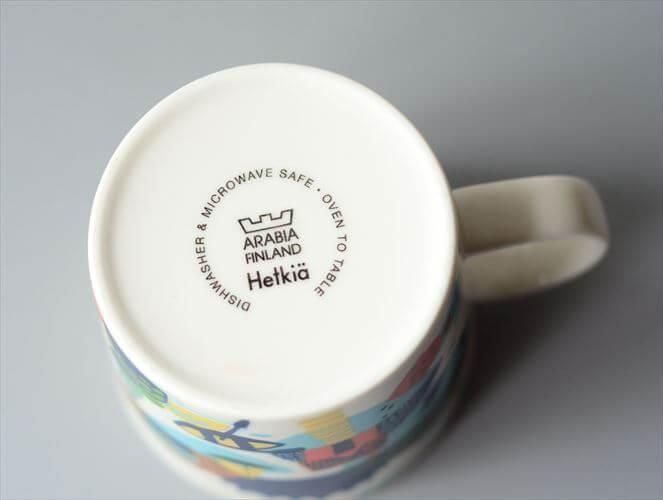 DISHWASHER & MICROWAVE SAFE · OVEN TO TABLE
ARABIA
FINLAND
Hetkiä